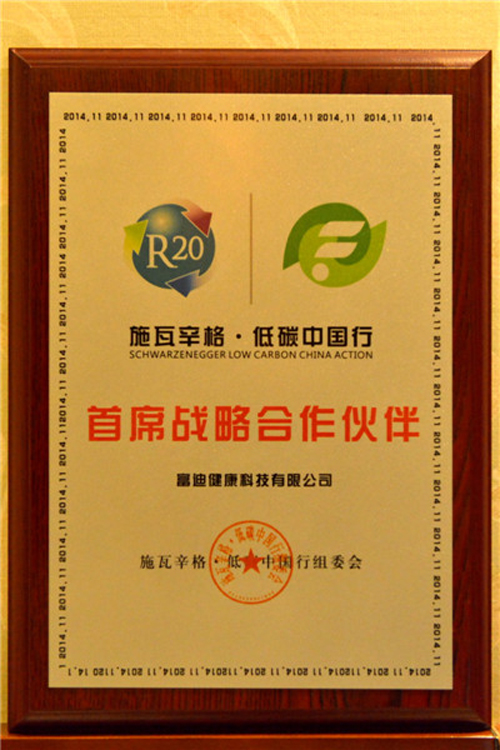 2014.11 2014.11 2014.11 2014.11 2014.11 2014.11 2014.11 2014.11
R20
施瓦辛格·低碳中国行
SCHWARZENEGGER LOW CARBON CHINA ACTION
首席战略合作伙伴
富迪健康科技有限公司
施瓦辛格·低 中国行组委会